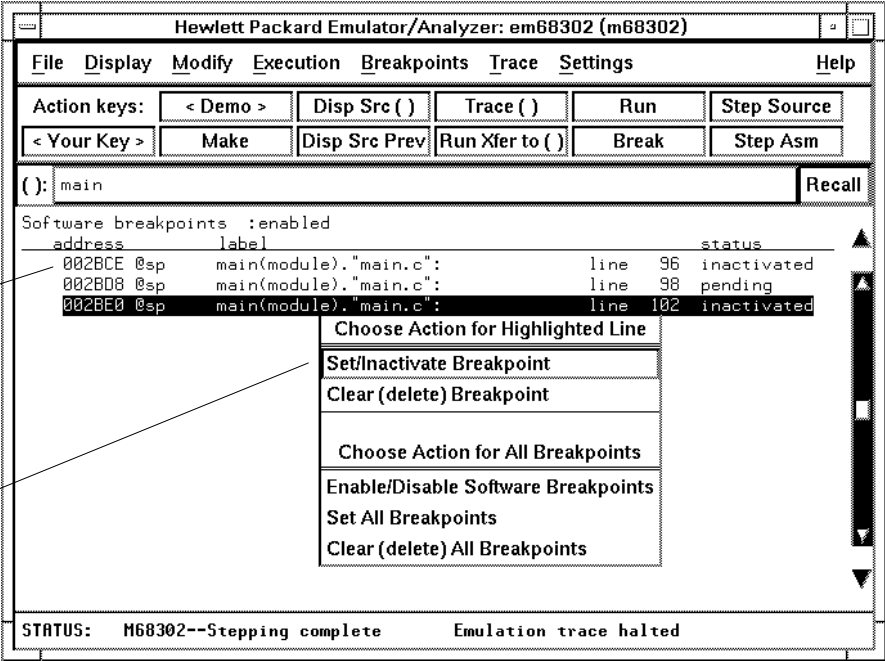 Hewlett Packard Emulator/Analyzer: em68302 (m68302)
File Display Modify Execution Breakpoints Trace Settings Help
Action keys: < Demo > Disp Src ( ) Trace ( ) Run Step Source
< Your Key > Make Disp Src Prev Run Xfer to ( ) Break Step Asm
( ): main Recall
Software breakpoints :enabled
address label status
002BCE @sp main(module)."main.c": line 96 inactivated
002BD8 @sp main(module)."main.c": line 98 pending
002BE0 @sp main(module)."main.c": line 102 inactivated
Choose Action for Highlighted Line
Set/Inactivate Breakpoint
Clear (delete) Breakpoint
Choose Action for All Breakpoints
Enable/Disable Software Breakpoints
Set All Breakpoints
Clear (delete) All Breakpoints
STATUS: M68302--Stepping complete Emulation trace halted